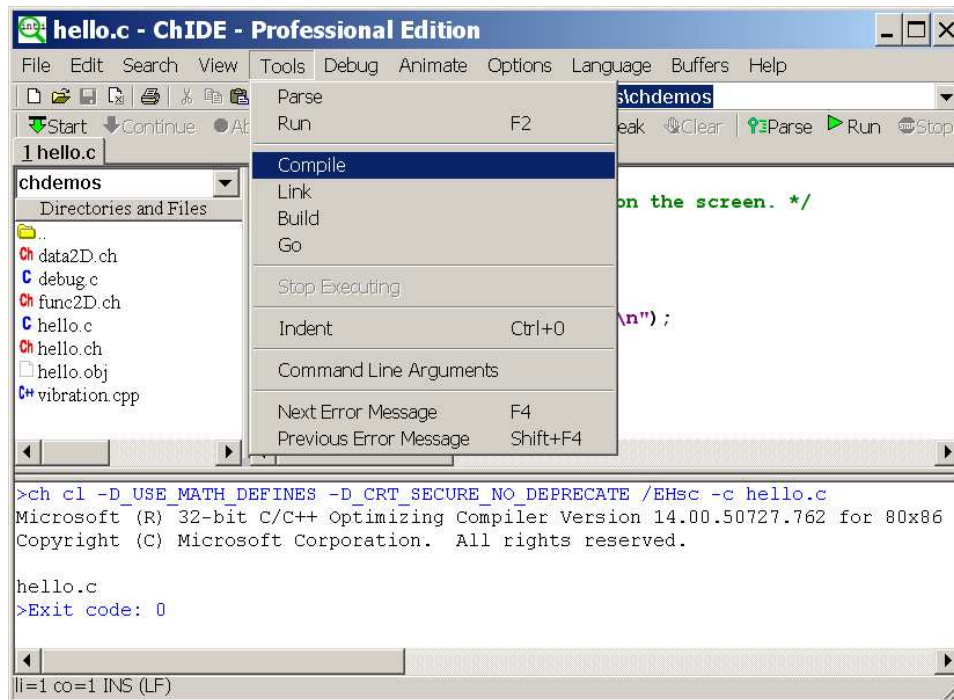 hello.c - ChIDE - Professional Edition
File Edit Search View Tools Debug Animate Options Language Buffers Help
s\chdemos
Start Continue Ab eak Clear Parse Run Stop
1 hello.c
Parse
Run F2
Compile
Link
Build
Go
Stop Executing
Indent Ctrl+0
Command Line Arguments
Next Error Message F4
Previous Error Message Shift+F4
chdemos
Directories and Files
..
Ch data2D.ch
C debug.c
Ch func2D.ch
C hello.c
Ch hello.ch
hello.obj
C++ vibration.cpp
on the screen. */
\n");
>ch cl -D_USE_MATH_DEFINES -D_CRT_SECURE_NO_DEPRECATE /EHsc -c hello.c
Microsoft (R) 32-bit C/C++ Optimizing Compiler Version 14.00.50727.762 for 80x86
Copyright (C) Microsoft Corporation. All rights reserved.
hello.c
>Exit code: 0
li=1 co=1 INS (LF)